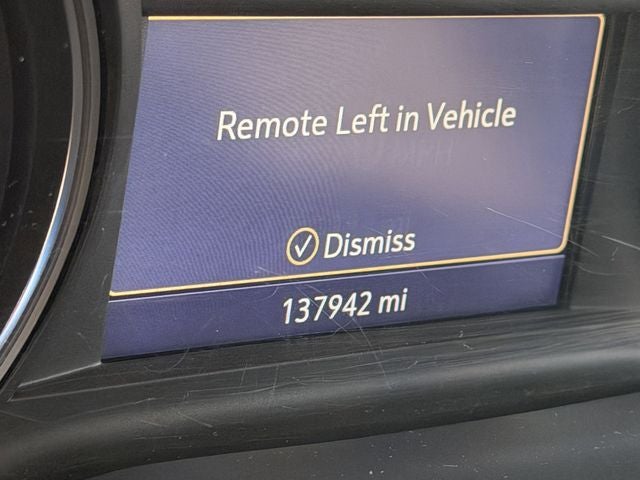 Remote Left in Vehicle
Dismiss
137942 mi